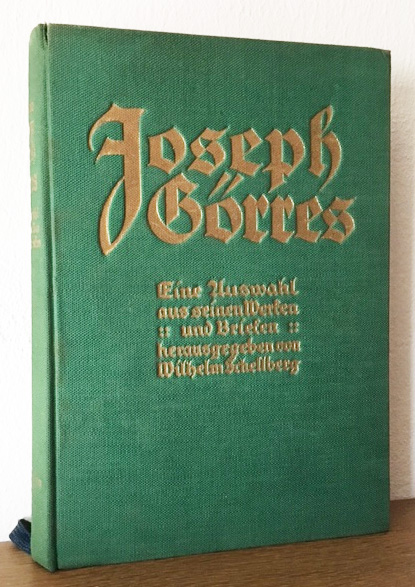 Joseph
Görres
Eine Auswahl
aus seinen Werken
:: und Briefen ::
herausgegeben von
Wilhelm Schellberg